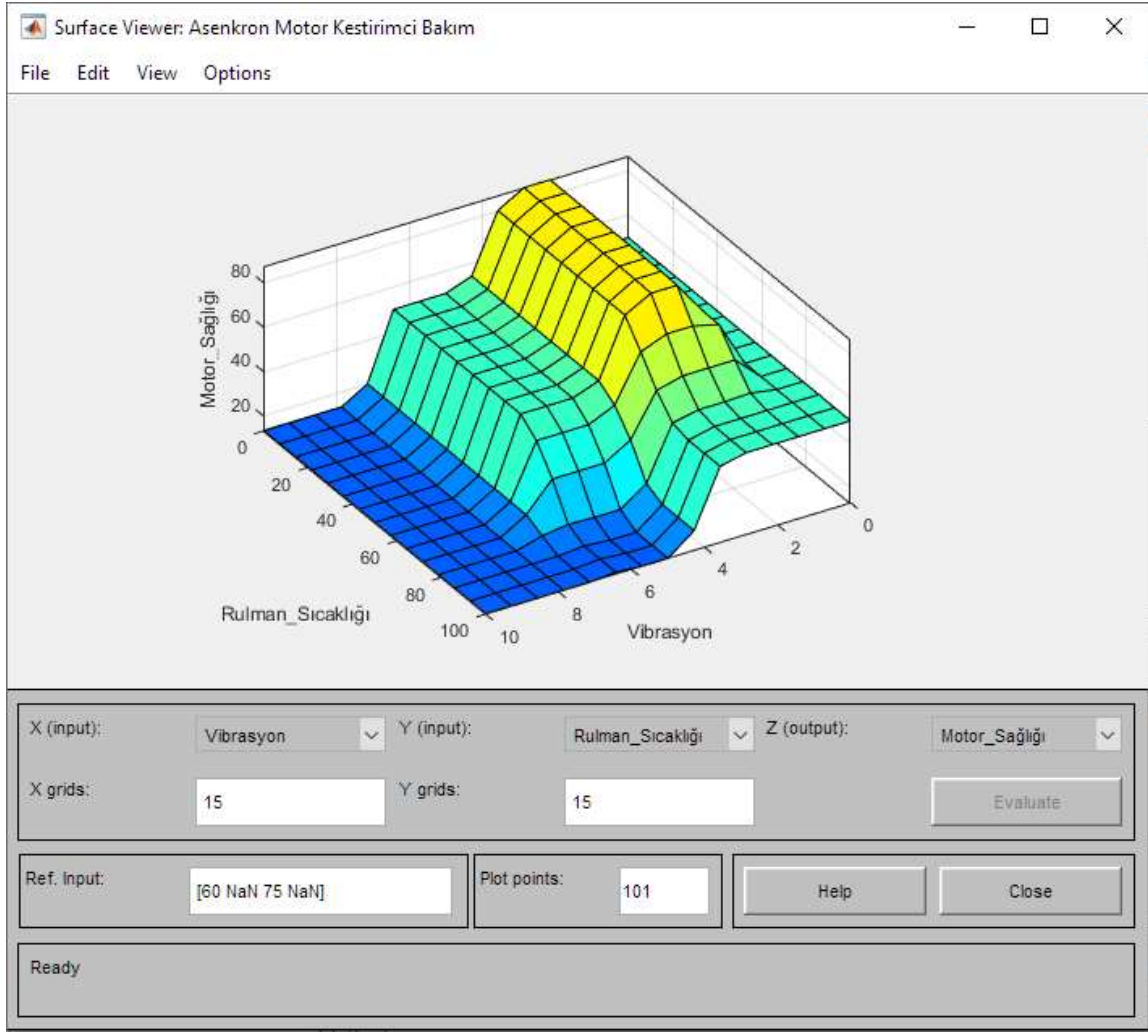 Surface Viewer: Asenkron Motor Kestirimci Bakım
File Edit View Options
80
60
40
20
0
Motor_Sağlığı
20
40
60
80
100
Rulman_Sıcaklığı
10
8
6
4
2
0
Vibrasyon
X (input): Vibrasyon Y (input): Rulman_Sıcaklığı Z (output): Motor_Sağlığı
X grids: 15 Y grids: 15 Evaluate
Ref. Input: [60 NaN 75 NaN] Plot points: 101 Help Close
Ready